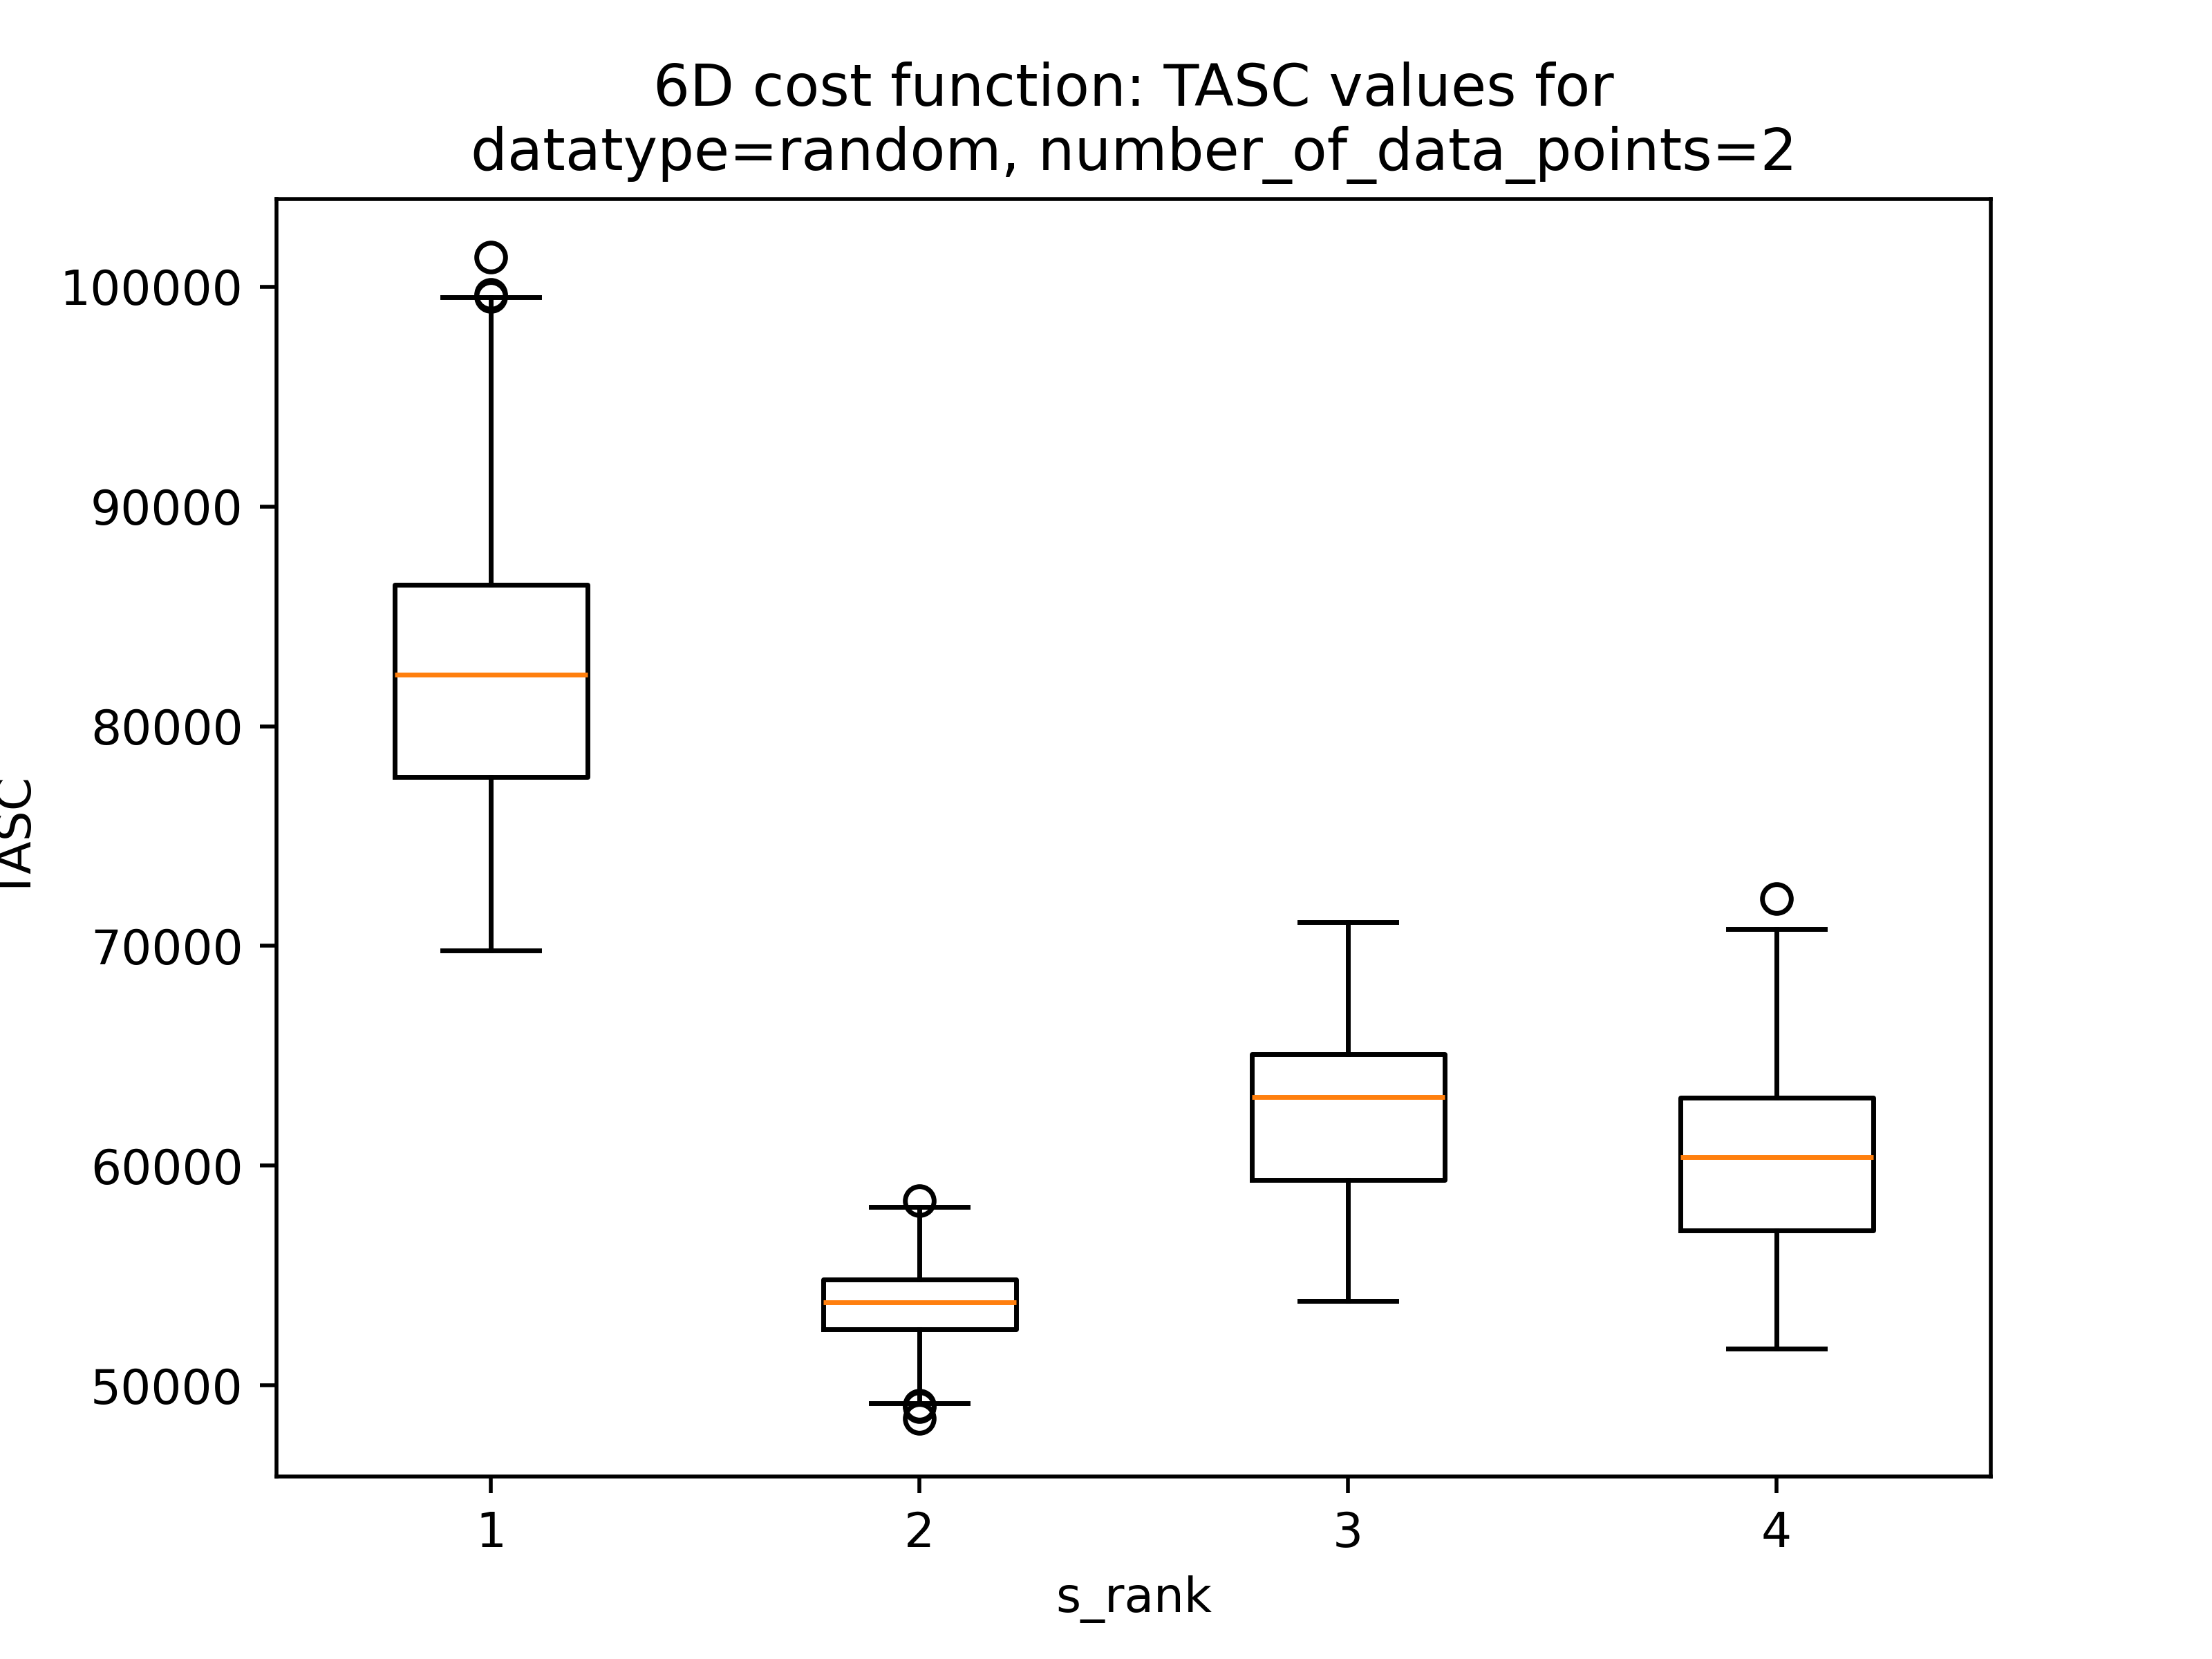 6D cost function: TASC values for
datatype=random, number_of_data_points=2
100000
90000
80000
70000
60000
50000
TASC
1 2 3 4
s_rank